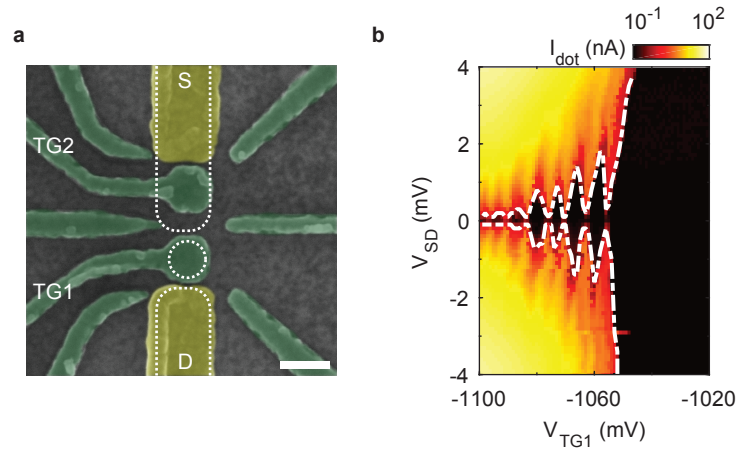 a
S
TG2
TG1
D
b
10⁻¹ 10²
I_dot (nA)
4
2
0
-2
-4
V_SD (mV)
-1100 -1060 -1020
V_TG1 (mV)